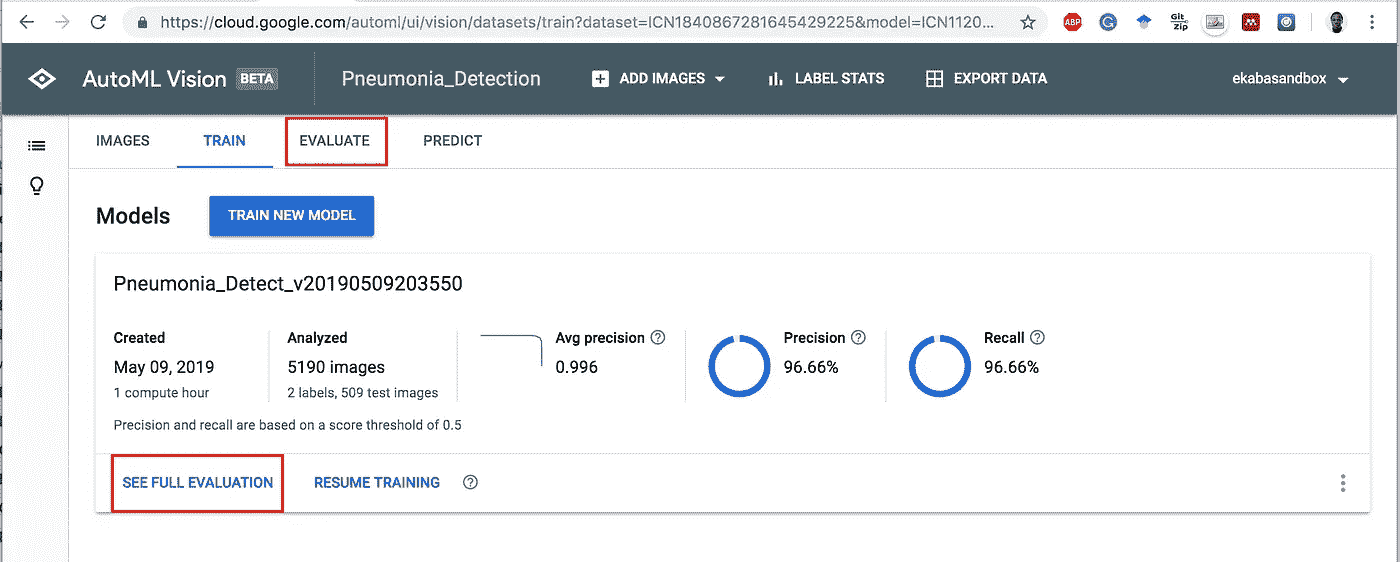 https://cloud.google.com/automl/ui/vision/datasets/train?dataset=ICN1840867281645429225&model=ICN1120... ABP G Git Zip
AutoML Vision BETA Pneumonia_Detection ADD IMAGES LABEL STATS EXPORT DATA ekabasandbox
IMAGES TRAIN EVALUATE PREDICT
Models TRAIN NEW MODEL
Pneumonia_Detect_v20190509203550
Created Analyzed Avg precision ? Precision ? Recall ?
May 09, 2019 5190 images 0.996 96.66% 96.66%
1 compute hour 2 labels, 509 test images
Precision and recall are based on a score threshold of 0.5
SEE FULL EVALUATION RESUME TRAINING ?